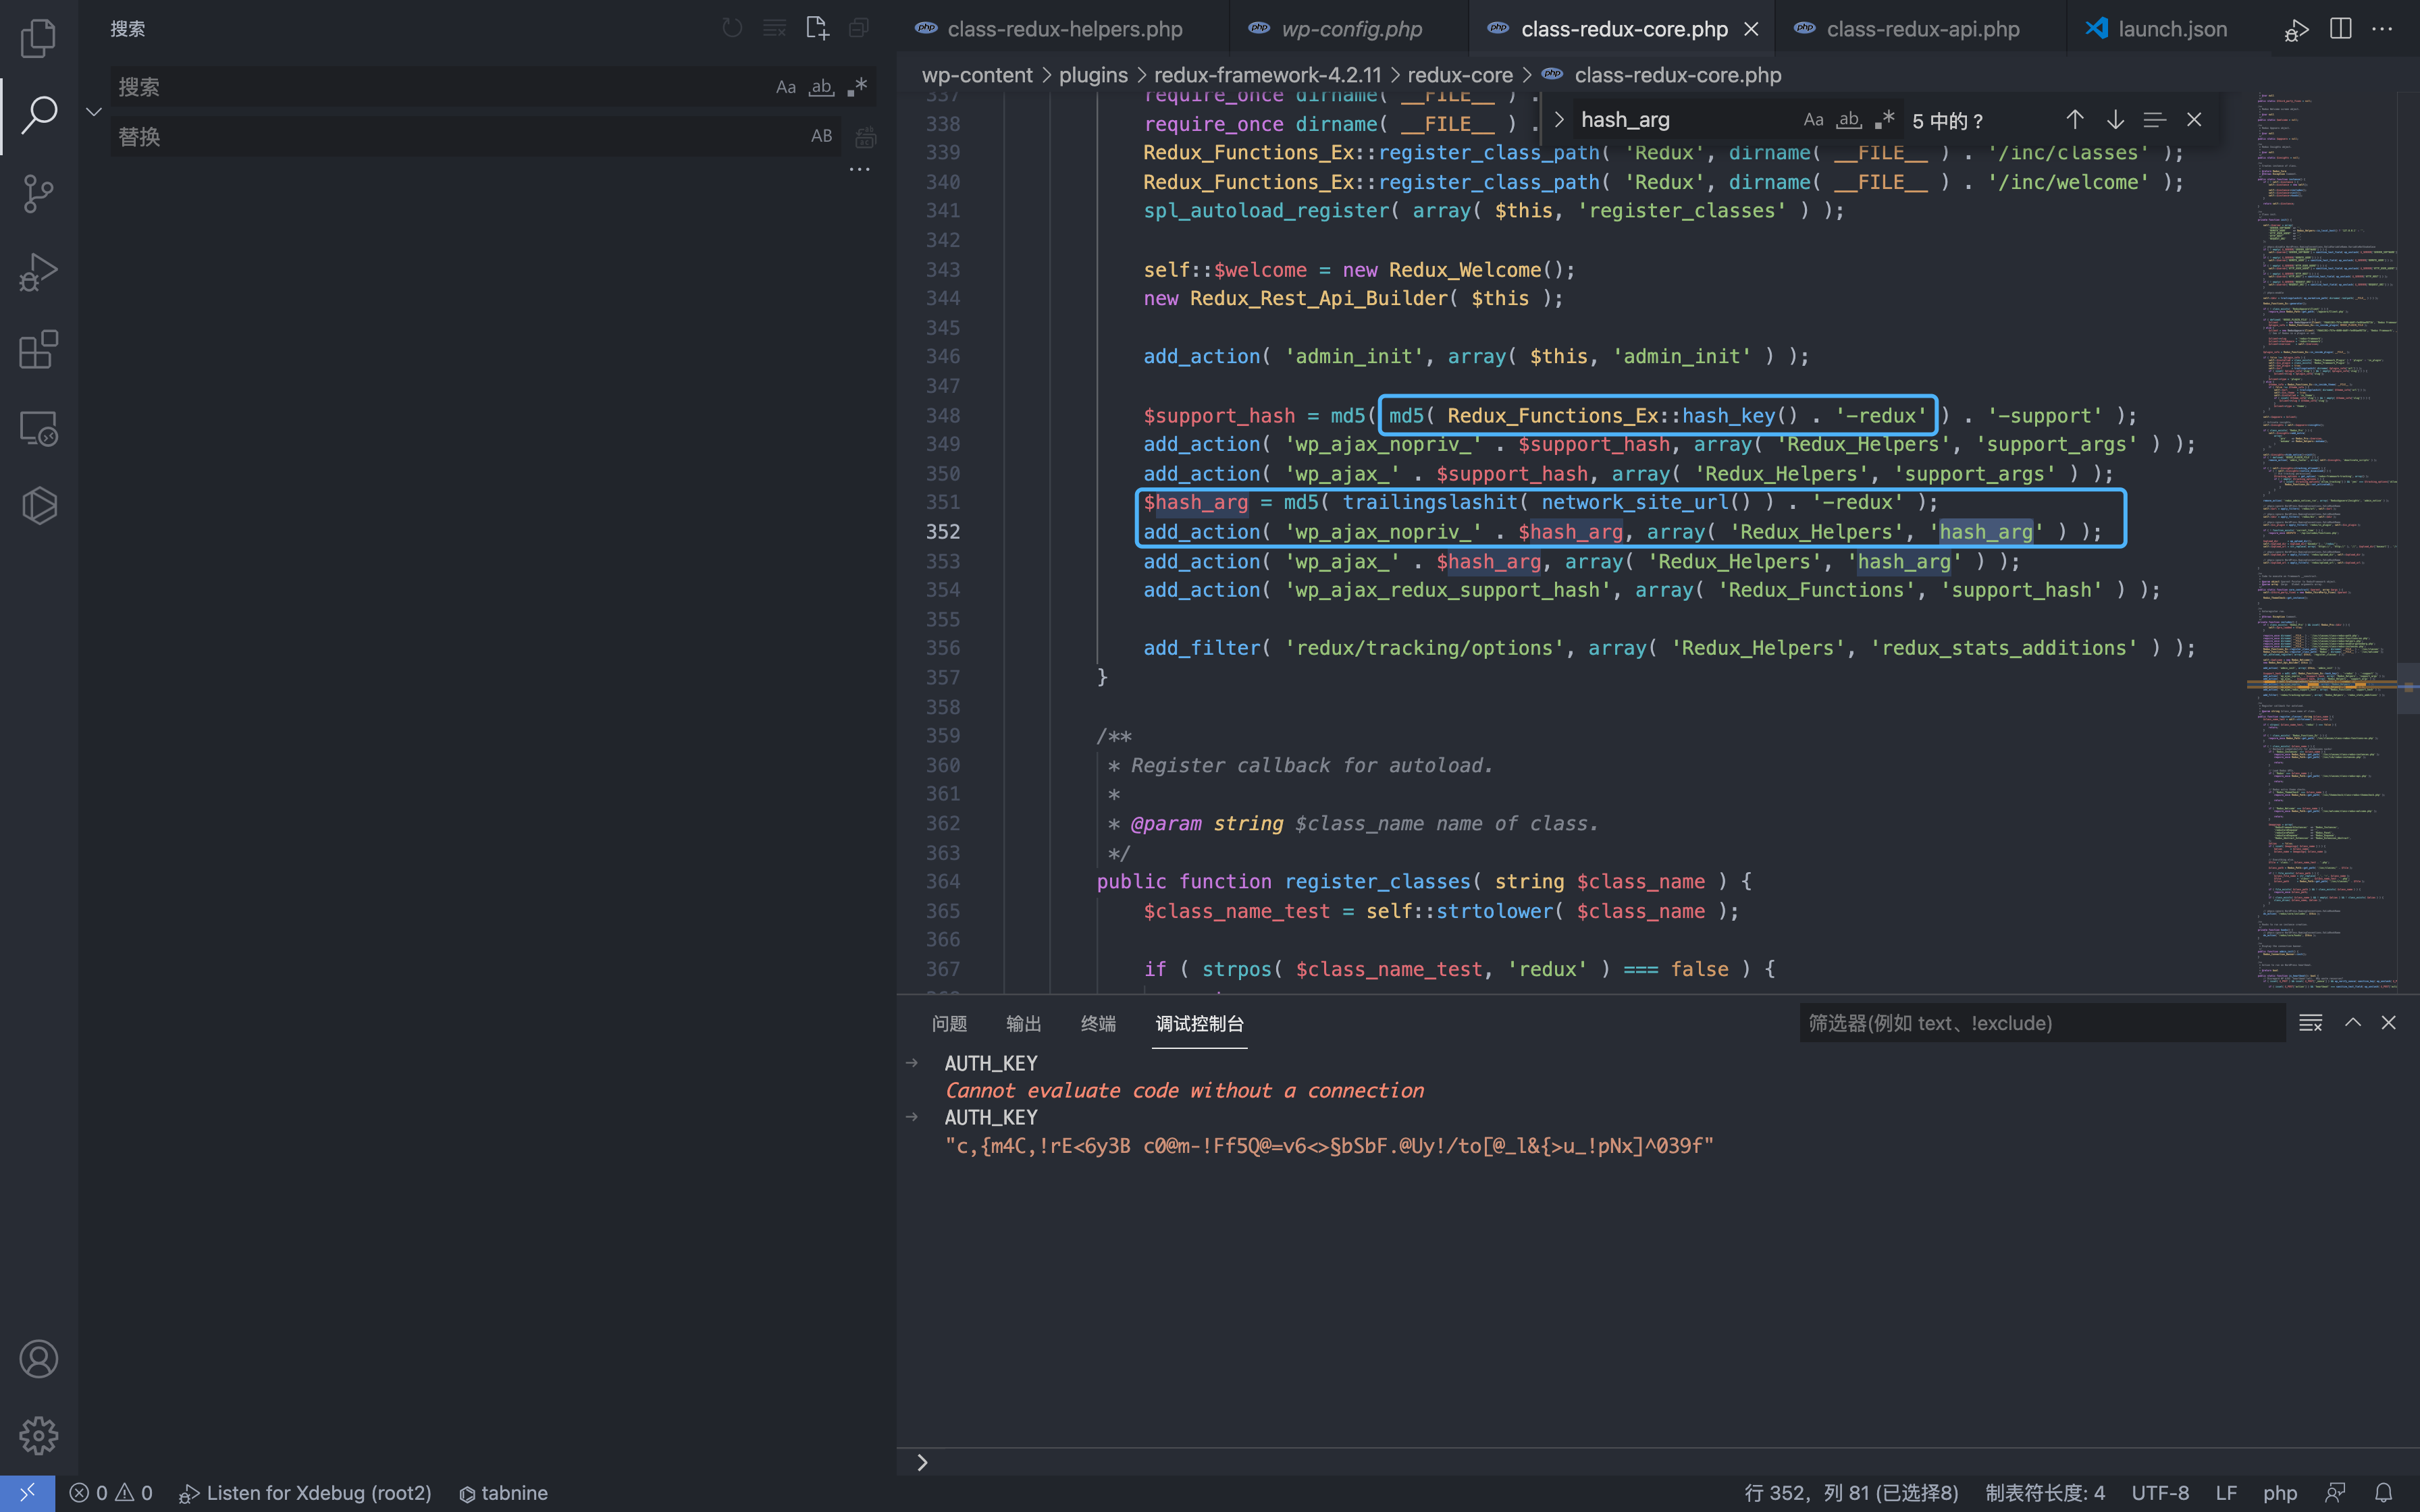 搜索
搜索
Aa ab .*
替换
AB
...
class-redux-helpers.php
wp-config.php
class-redux-core.php
class-redux-api.php
launch.json
wp-content > plugins > redux-framework-4.2.11 > redux-core > class-redux-core.php
hash_arg Aa ab .* 5 中的 ?
337 require_once dirname( __FILE__ ) .
338 require_once dirname( __FILE__ ) .
339 Redux_Functions_Ex::register_class_path( 'Redux', dirname( __FILE__ ) . '/inc/classes' );
340 Redux_Functions_Ex::register_class_path( 'Redux', dirname( __FILE__ ) . '/inc/welcome' );
341 spl_autoload_register( array( $this, 'register_classes' ) );
342
343 self::$welcome = new Redux_Welcome();
344 new Redux_Rest_Api_Builder( $this );
345
346 add_action( 'admin_init', array( $this, 'admin_init' ) );
347
348 $support_hash = md5( md5( Redux_Functions_Ex::hash_key() . '-redux' ) . '-support' );
349 add_action( 'wp_ajax_nopriv_' . $support_hash, array( 'Redux_Helpers', 'support_args' ) );
350 add_action( 'wp_ajax_' . $support_hash, array( 'Redux_Helpers', 'support_args' ) );
351 $hash_arg = md5( trailingslashit( network_site_url() ) . '-redux' );
352 add_action( 'wp_ajax_nopriv_' . $hash_arg, array( 'Redux_Helpers', 'hash_arg' ) );
353 add_action( 'wp_ajax_' . $hash_arg, array( 'Redux_Helpers', 'hash_arg' ) );
354 add_action( 'wp_ajax_redux_support_hash', array( 'Redux_Functions', 'support_hash' ) );
355
356 add_filter( 'redux/tracking/options', array( 'Redux_Helpers', 'redux_stats_additions' ) );
357 }
358
359 /**
360 * Register callback for autoload.
361 *
362 * @param string $class_name name of class.
363 */
364 public function register_classes( string $class_name ) {
365 $class_name_test = self::strtolower( $class_name );
366
367 if ( strpos( $class_name_test, 'redux' ) === false ) {
问题 输出 终端 调试控制台
筛选器(例如 text、!exclude)
AUTH_KEY
Cannot evaluate code without a connection
AUTH_KEY
"c,{m4C,!rE<6y3B c0@m-!Ff5Q@=v6<>§bSbF.@Uy!/to[@_l&{>u_!pNx]^039f"
0 0 Listen for Xdebug (root2) tabnine
行 352，列 81 (已选择8) 制表符长度: 4 UTF-8 LF php